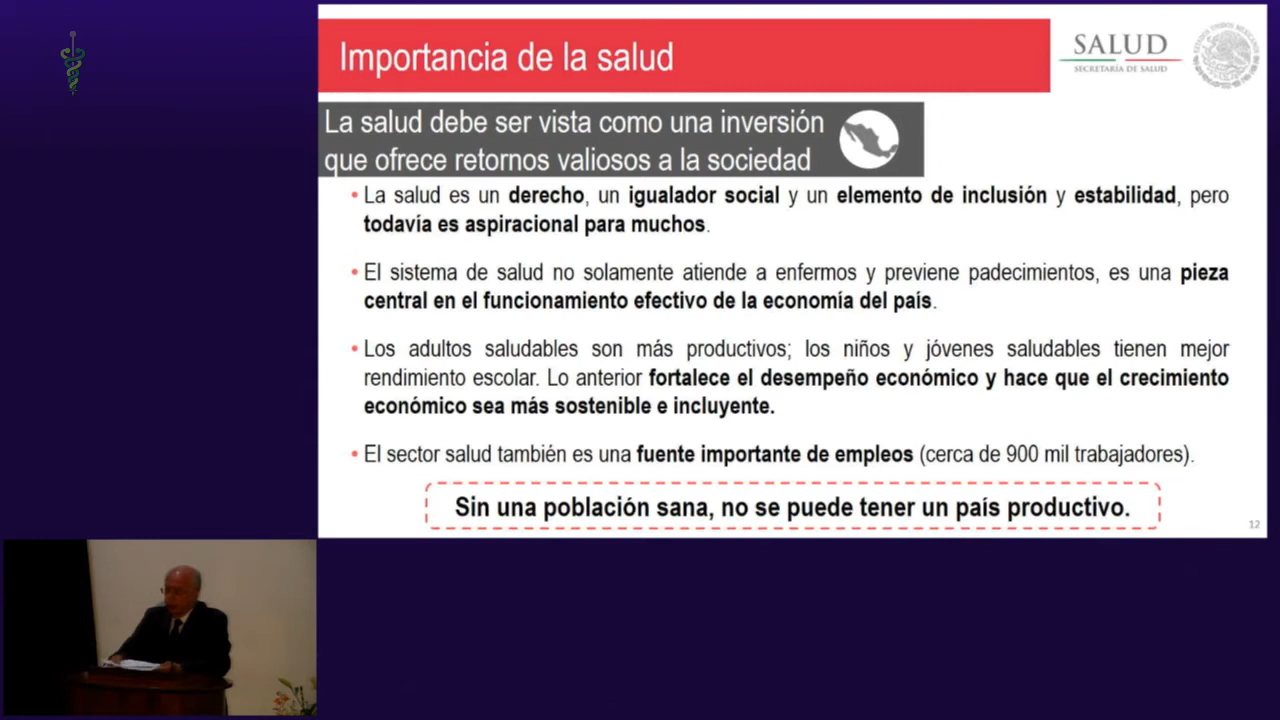 Importancia de la salud
SALUD
SECRETARÍA DE SALUD
ESTADOS UNIDOS MEXICANOS
La salud debe ser vista como una inversión
que ofrece retornos valiosos a la sociedad
• La salud es un derecho, un igualador social y un elemento de inclusión y estabilidad, pero
todavía es aspiracional para muchos.
• El sistema de salud no solamente atiende a enfermos y previene padecimientos, es una pieza
central en el funcionamiento efectivo de la economía del país.
• Los adultos saludables son más productivos; los niños y jóvenes saludables tienen mejor
rendimiento escolar. Lo anterior fortalece el desempeño económico y hace que el crecimiento
económico sea más sostenible e incluyente.
• El sector salud también es una fuente importante de empleos (cerca de 900 mil trabajadores).
Sin una población sana, no se puede tener un país productivo.
12